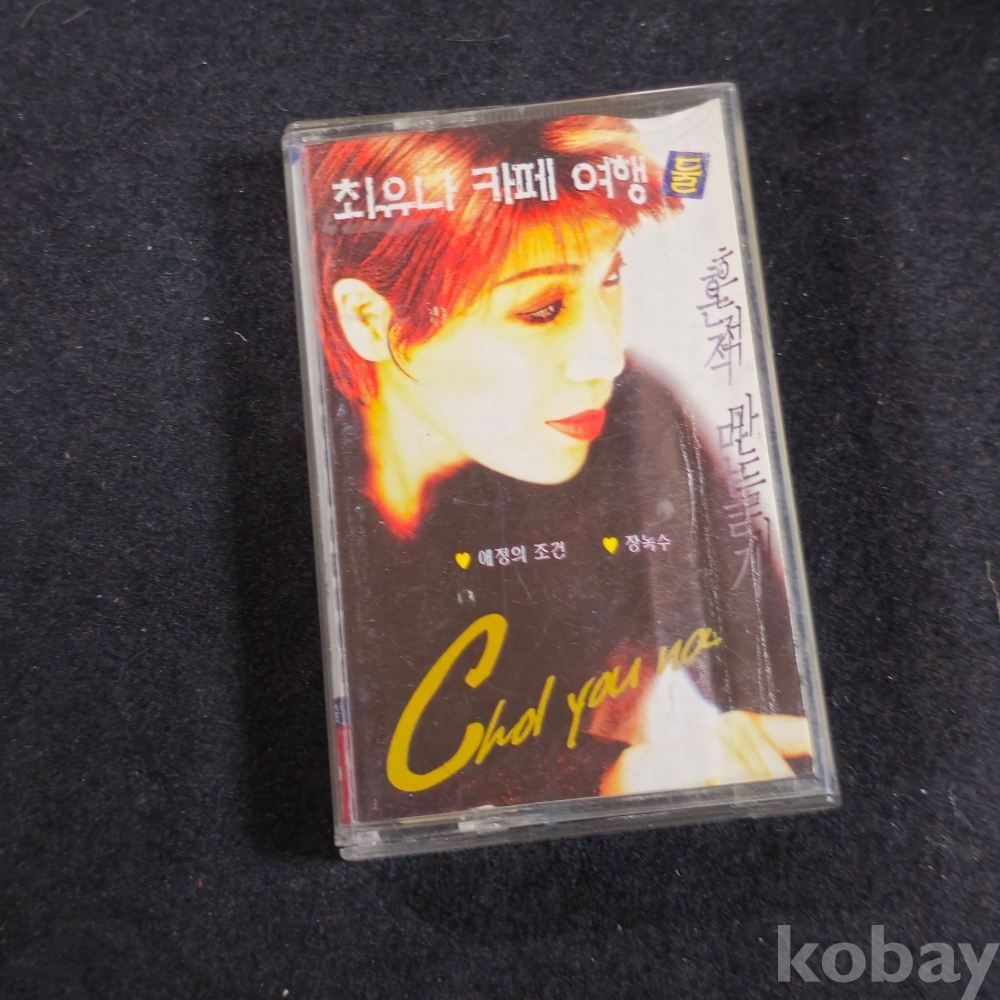 최유나 카페 여행
흔적 만들기
♥ 애정의 조건 ♥ 장녹수
Choi you na
kobay